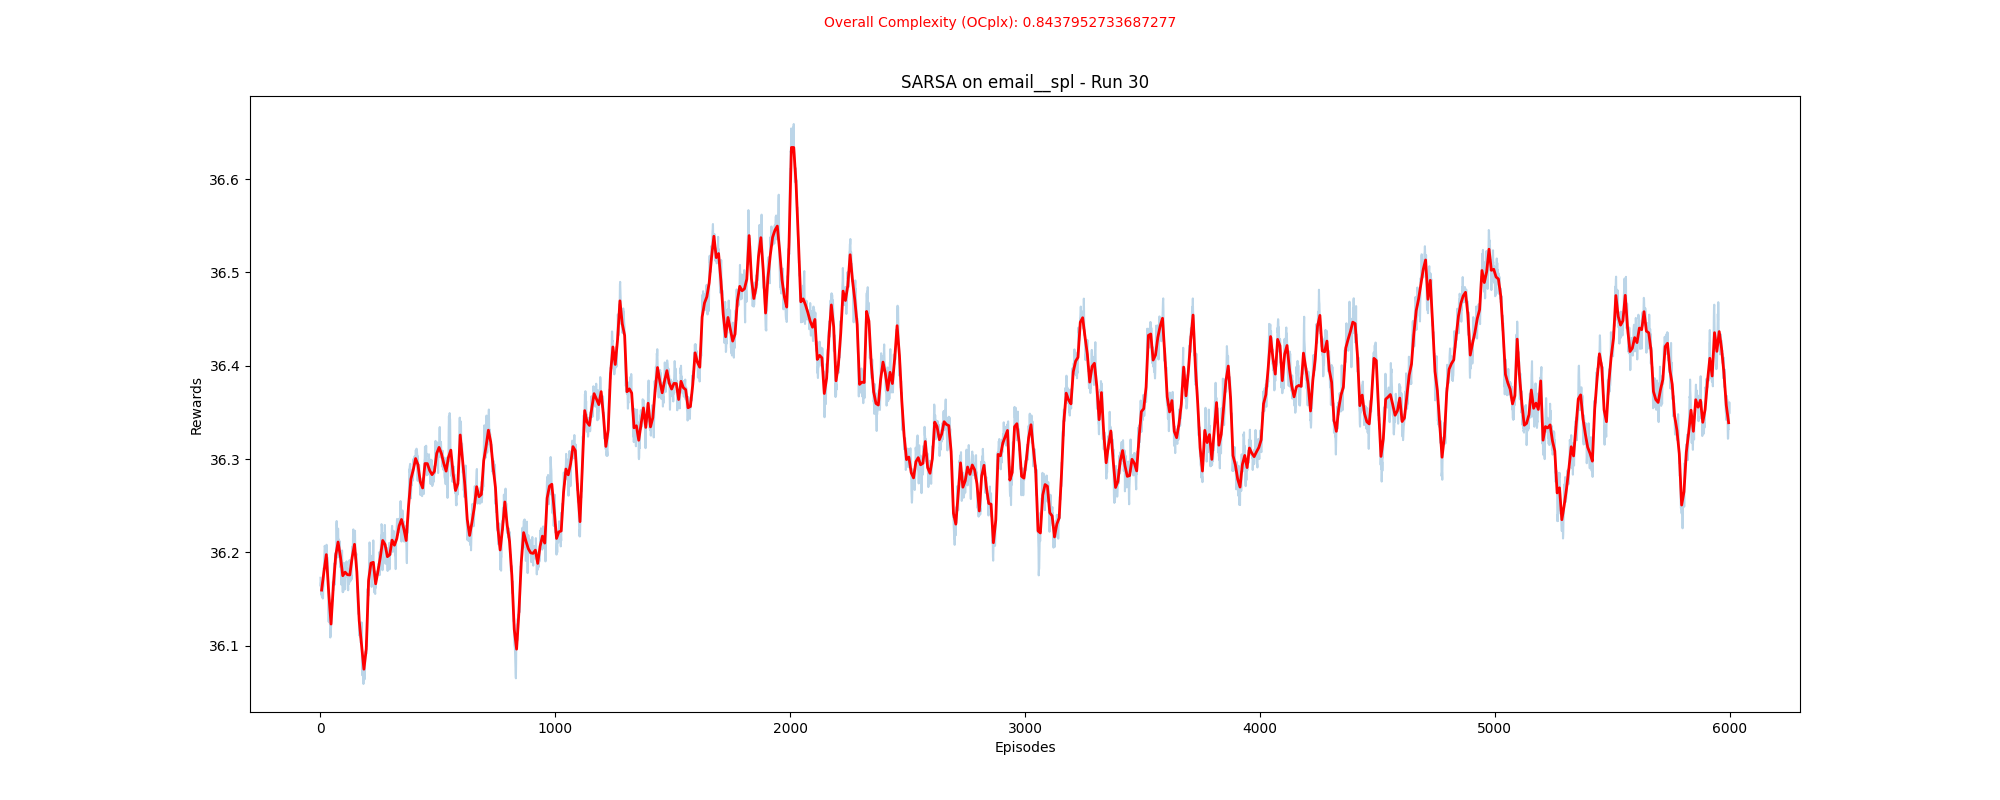 Overall Complexity (OCplx): 0.8437952733687277
SARSA on email__spl - Run 30
36.6
36.5
36.4
36.3
36.2
36.1
Rewards
0 1000 2000 3000 4000 5000 6000
Episodes